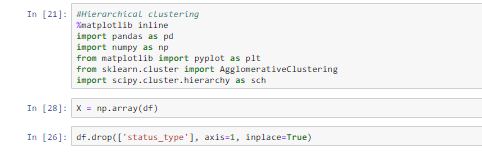 In [21]: #Hierarchical clustering
%matplotlib inline
import pandas as pd
import numpy as np
from matplotlib import pyplot as plt
from sklearn.cluster import AgglomerativeClustering
import scipy.cluster.hierarchy as sch
In [28]: X = np.array(df)
In [26]: df.drop(['status_type'], axis=1, inplace=True)